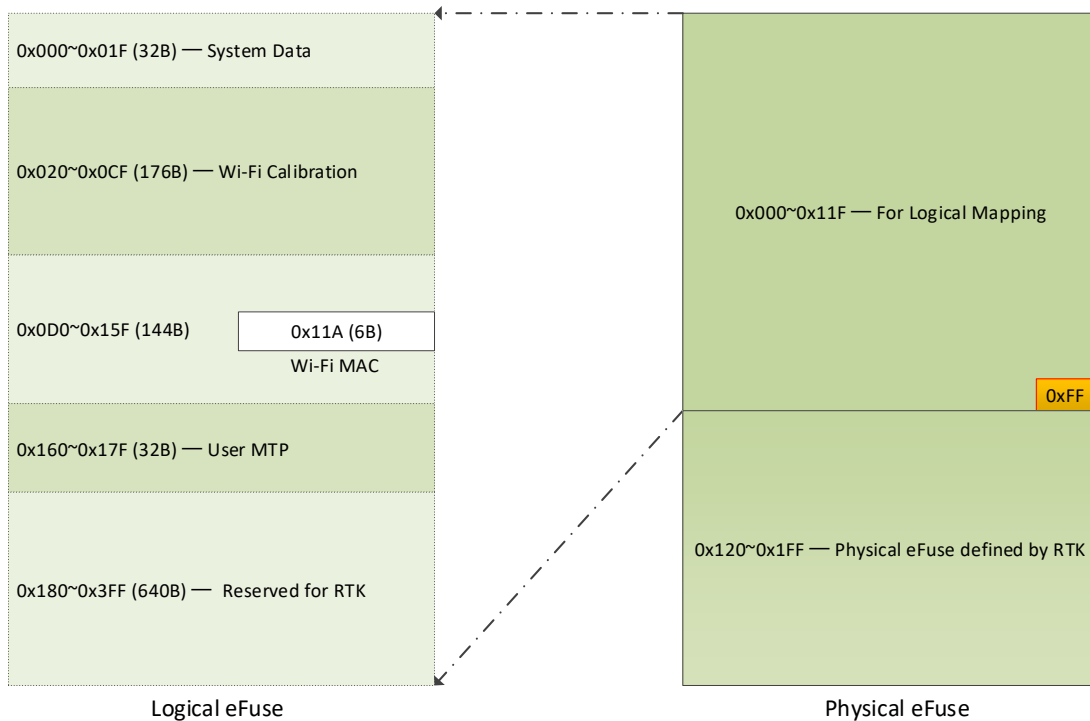 0x000~0x01F (32B) — System Data
0x020~0x0CF (176B) — Wi-Fi Calibration
0x0D0~0x15F (144B)
0x11A (6B)
Wi-Fi MAC
0x160~0x17F (32B) — User MTP
0x180~0x3FF (640B) — Reserved for RTK
Logical eFuse
0x000~0x11F — For Logical Mapping
0xFF
0x120~0x1FF — Physical eFuse defined by RTK
Physical eFuse